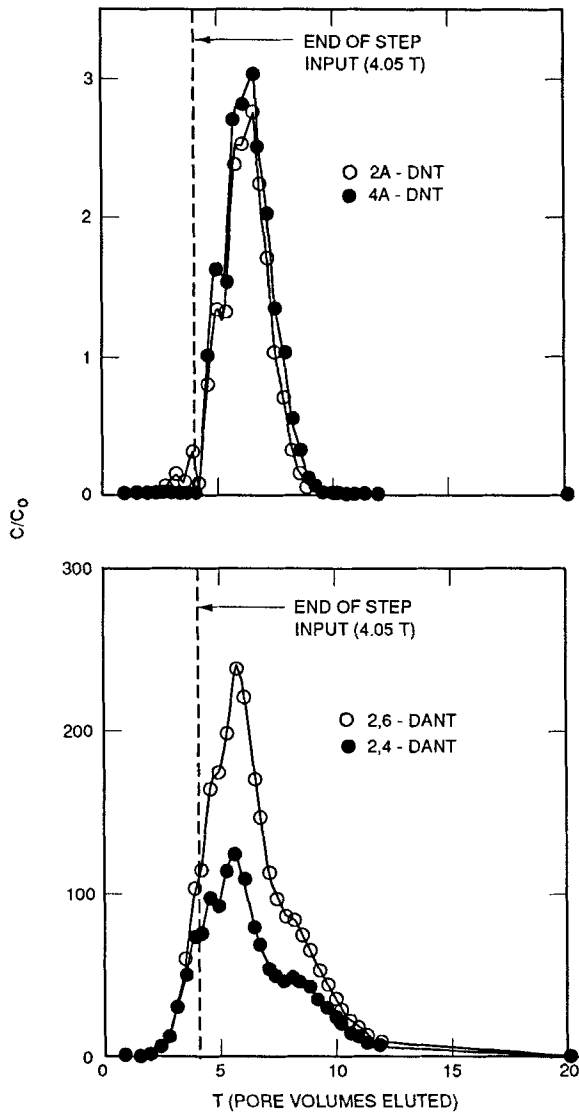 END OF STEP
INPUT (4.05 T)
3
2A - DNT
4A - DNT
2
1
0
C/C₀
300
END OF STEP
INPUT (4.05 T)
2,6 - DANT
2,4 - DANT
200
100
0
0 5 10 15 20
T (PORE VOLUMES ELUTED)